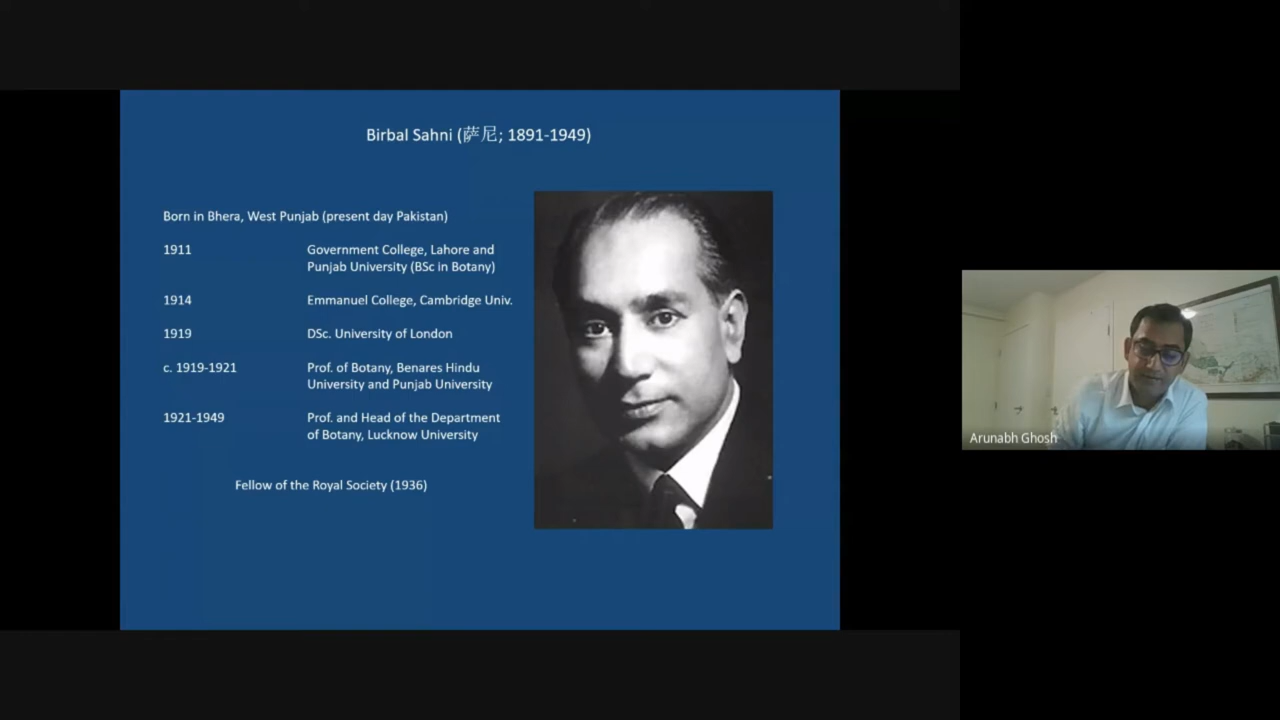 Birbal Sahni (萨尼; 1891-1949)
Born in Bhera, West Punjab (present day Pakistan)
1911 Government College, Lahore and
Punjab University (BSc in Botany)
1914 Emmanuel College, Cambridge Univ.
1919 DSc. University of London
c. 1919-1921 Prof. of Botany, Benares Hindu
University and Punjab University
1921-1949 Prof. and Head of the Department
of Botany, Lucknow University
Fellow of the Royal Society (1936)
Arunabh Ghosh